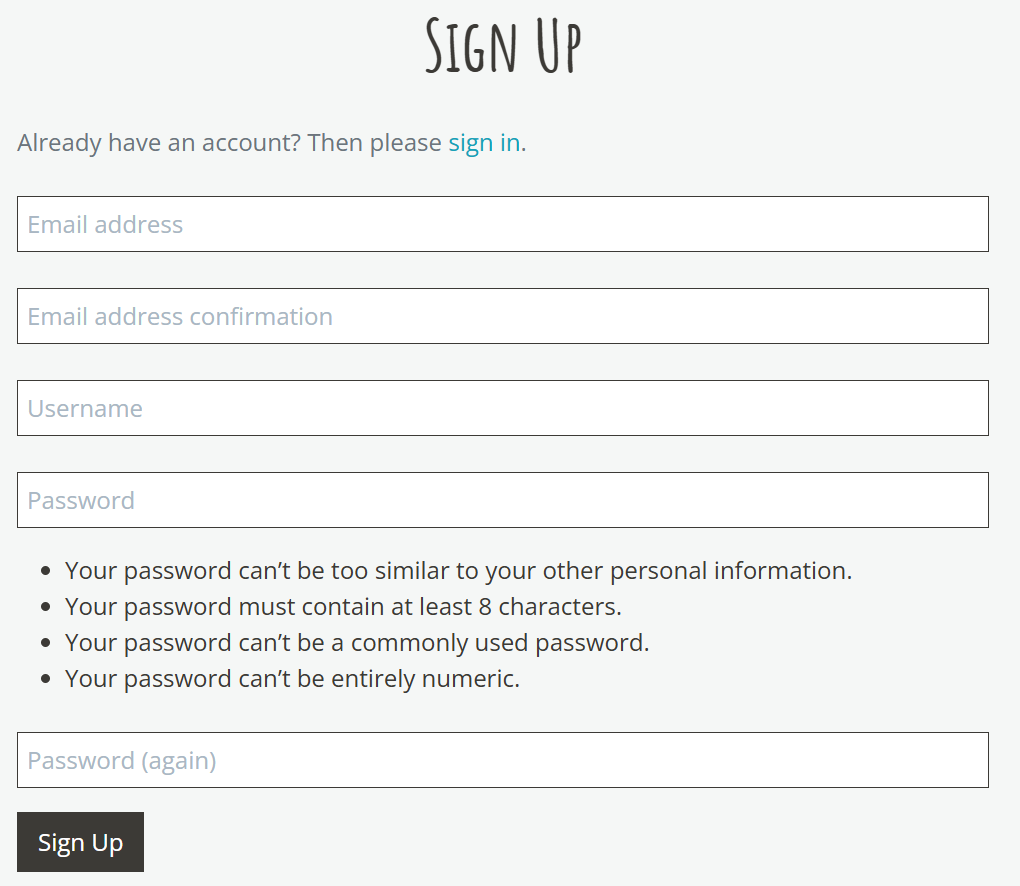 Sign Up
Already have an account? Then please sign in.
Email address
Email address confirmation
Username
Password
• Your password can’t be too similar to your other personal information.
• Your password must contain at least 8 characters.
• Your password can’t be a commonly used password.
• Your password can’t be entirely numeric.
Password (again)
Sign Up